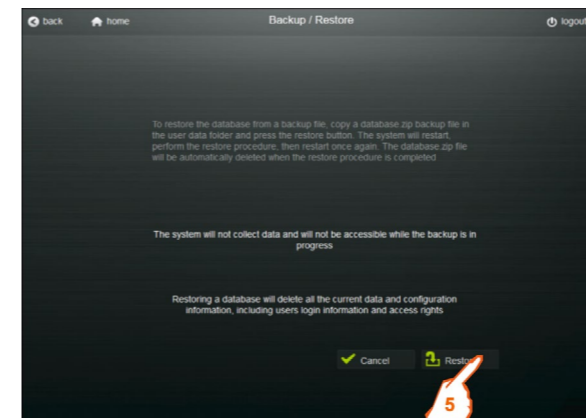 back
home
Backup / Restore
logout
To restore the database from a backup file, copy a database.zip backup file in
the user data folder and press the restore button. The system will restart,
perform the restore procedure, then restart once again. The database.zip file
will be automatically deleted when the restore procedure is completed
The system will not collect data and will not be accessible while the backup is in
progress
Restoring a database will delete all the current data and configuration
information, including users login information and access rights
Cancel
Restore
5